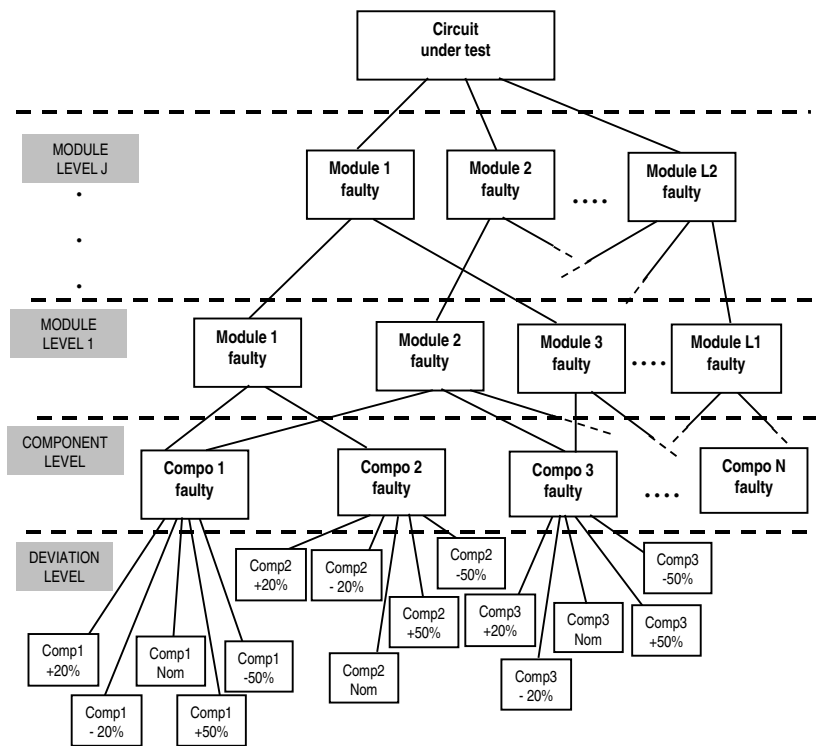 Circuit
under test
MODULE
LEVEL J
Module 1
faulty
Module 2
faulty
....
Module L2
faulty
.
.
.
MODULE
LEVEL 1
Module 1
faulty
Module 2
faulty
Module 3
faulty
....
Module L1
faulty
COMPONENT
LEVEL
Compo 1
faulty
Compo 2
faulty
Compo 3
faulty
....
Compo N
faulty
DEVIATION
LEVEL
Comp1
+20%
Comp1
- 20%
Comp1
Nom
Comp1
+50%
Comp1
-50%
Comp2
+20%
Comp2
- 20%
Comp2
Nom
Comp2
+50%
Comp2
-50%
Comp3
+20%
Comp3
- 20%
Comp3
Nom
Comp3
+50%
Comp3
-50%